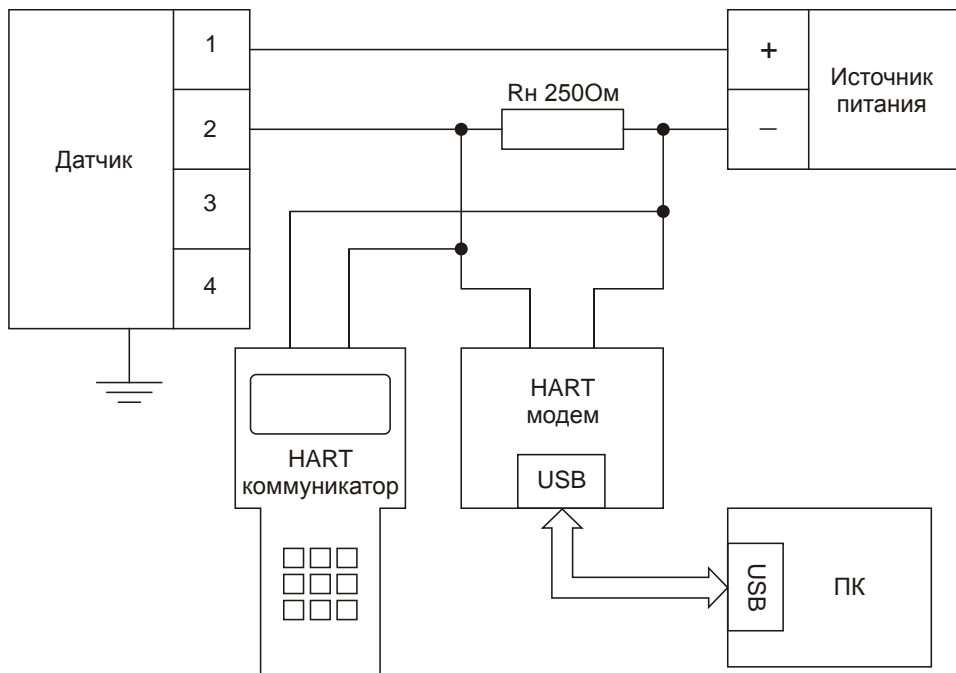 Датчик
1
2
3
4
Rн 250Ом
+
–
Источник
питания
HART
коммуникатор
HART
модем
USB
USB
ПК